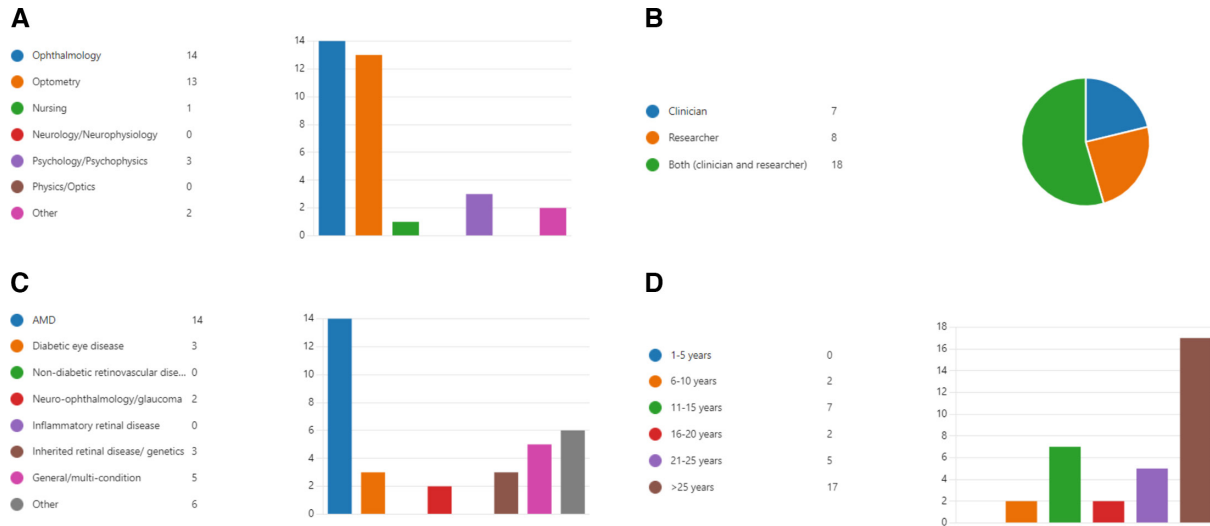 A
Ophthalmology 14
Optometry 13
Nursing 1
Neurology/Neurophysiology 0
Psychology/Psychophysics 3
Physics/Optics 0
Other 2
14
12
10
8
6
4
2
0
B
Clinician 7
Researcher 8
Both (clinician and researcher) 18
C
AMD 14
Diabetic eye disease 3
Non-diabetic retinovascular dise... 0
Neuro-ophthalmology/glaucoma 2
Inflammatory retinal disease 0
Inherited retinal disease/ genetics 3
General/multi-condition 5
Other 6
14
12
10
8
6
4
2
0
D
1-5 years 0
6-10 years 2
11-15 years 7
16-20 years 2
21-25 years 5
>25 years 17
18
16
14
12
10
8
6
4
2
0